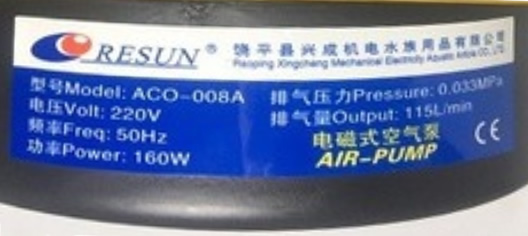 RESUN® 饶平县兴成机电水族用品有限公司
Raoping Xingcheng Mechanical Electricity Aquatic Article CO.,LTD
型号Model: ACO-008A 排气压力Pressure: 0.033MPa
电压Volt: 220V 排气量Output: 115L/min
频率Freq: 50Hz 电磁式空气泵
功率Power: 160W AIR-PUMP CE